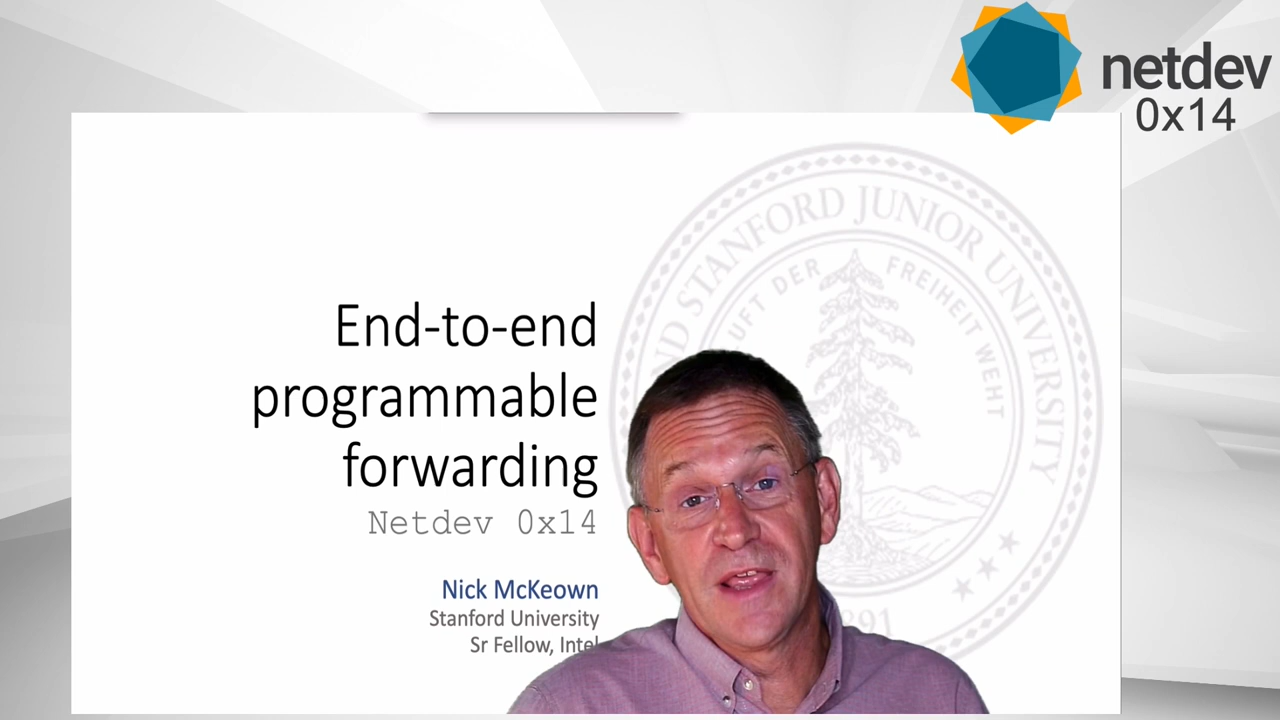 netdev
0x14
STANFORD JUNIOR UNIVERSITY
DER FREIHEIT WEHT
End-to-end
programmable
forwarding
Netdev 0x14
Nick McKeown
Stanford University
Sr Fellow, Intel